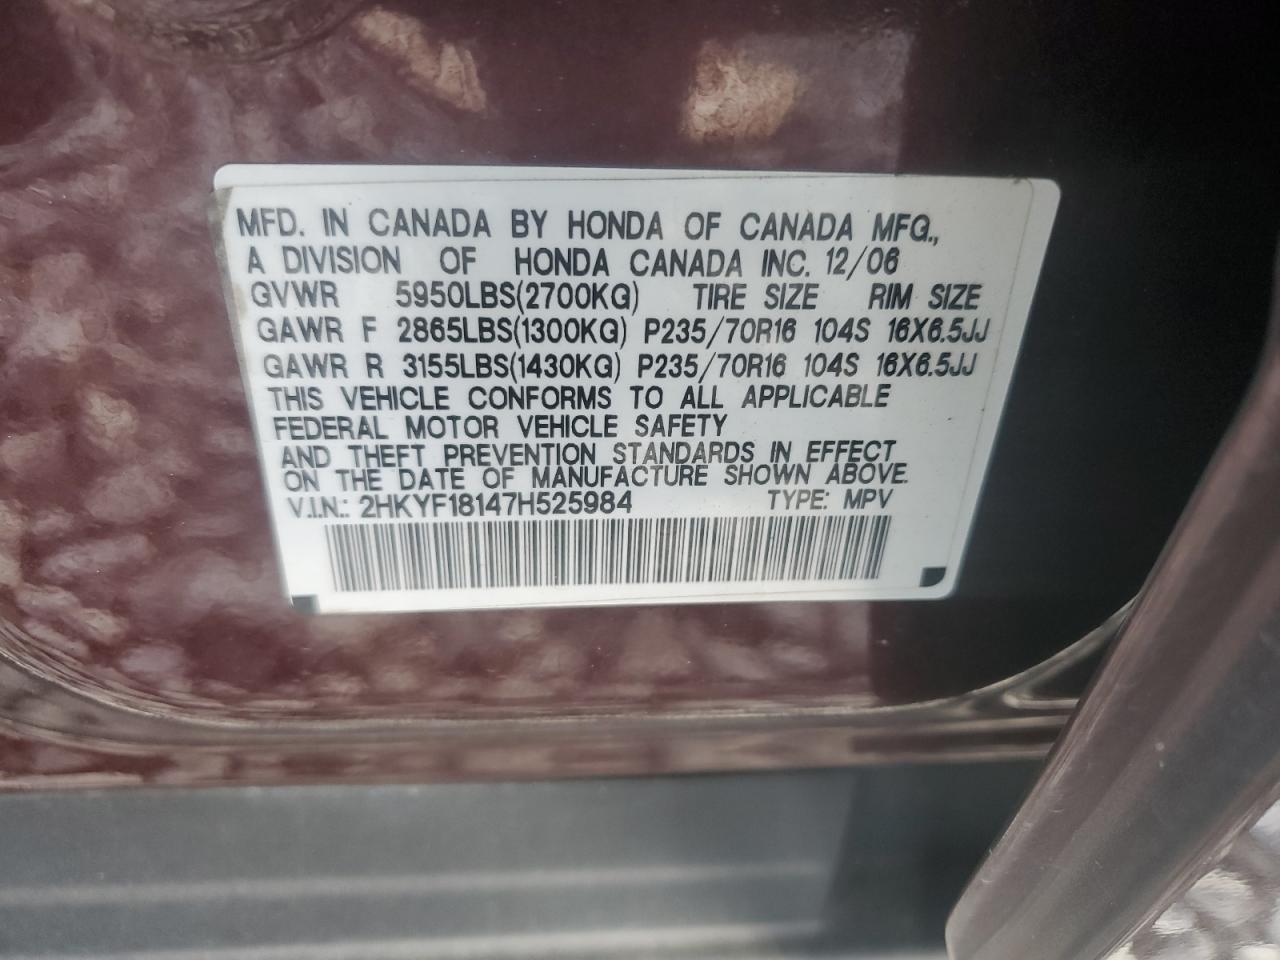 MFD. IN CANADA BY HONDA OF CANADA MFG.,
A DIVISION OF HONDA CANADA INC. 12/06
GVWR 5950LBS(2700KG) TIRE SIZE RIM SIZE
GAWR F 2865LBS(1300KG) P235/70R16 104S 16X6.5JJ
GAWR R 3155LBS(1430KG) P235/70R16 104S 16X6.5JJ
THIS VEHICLE CONFORMS TO ALL APPLICABLE
FEDERAL MOTOR VEHICLE SAFETY
AND THEFT PREVENTION STANDARDS IN EFFECT
ON THE DATE OF MANUFACTURE SHOWN ABOVE.
V.I.N.: 2HKYF18147H525984 TYPE: MPV